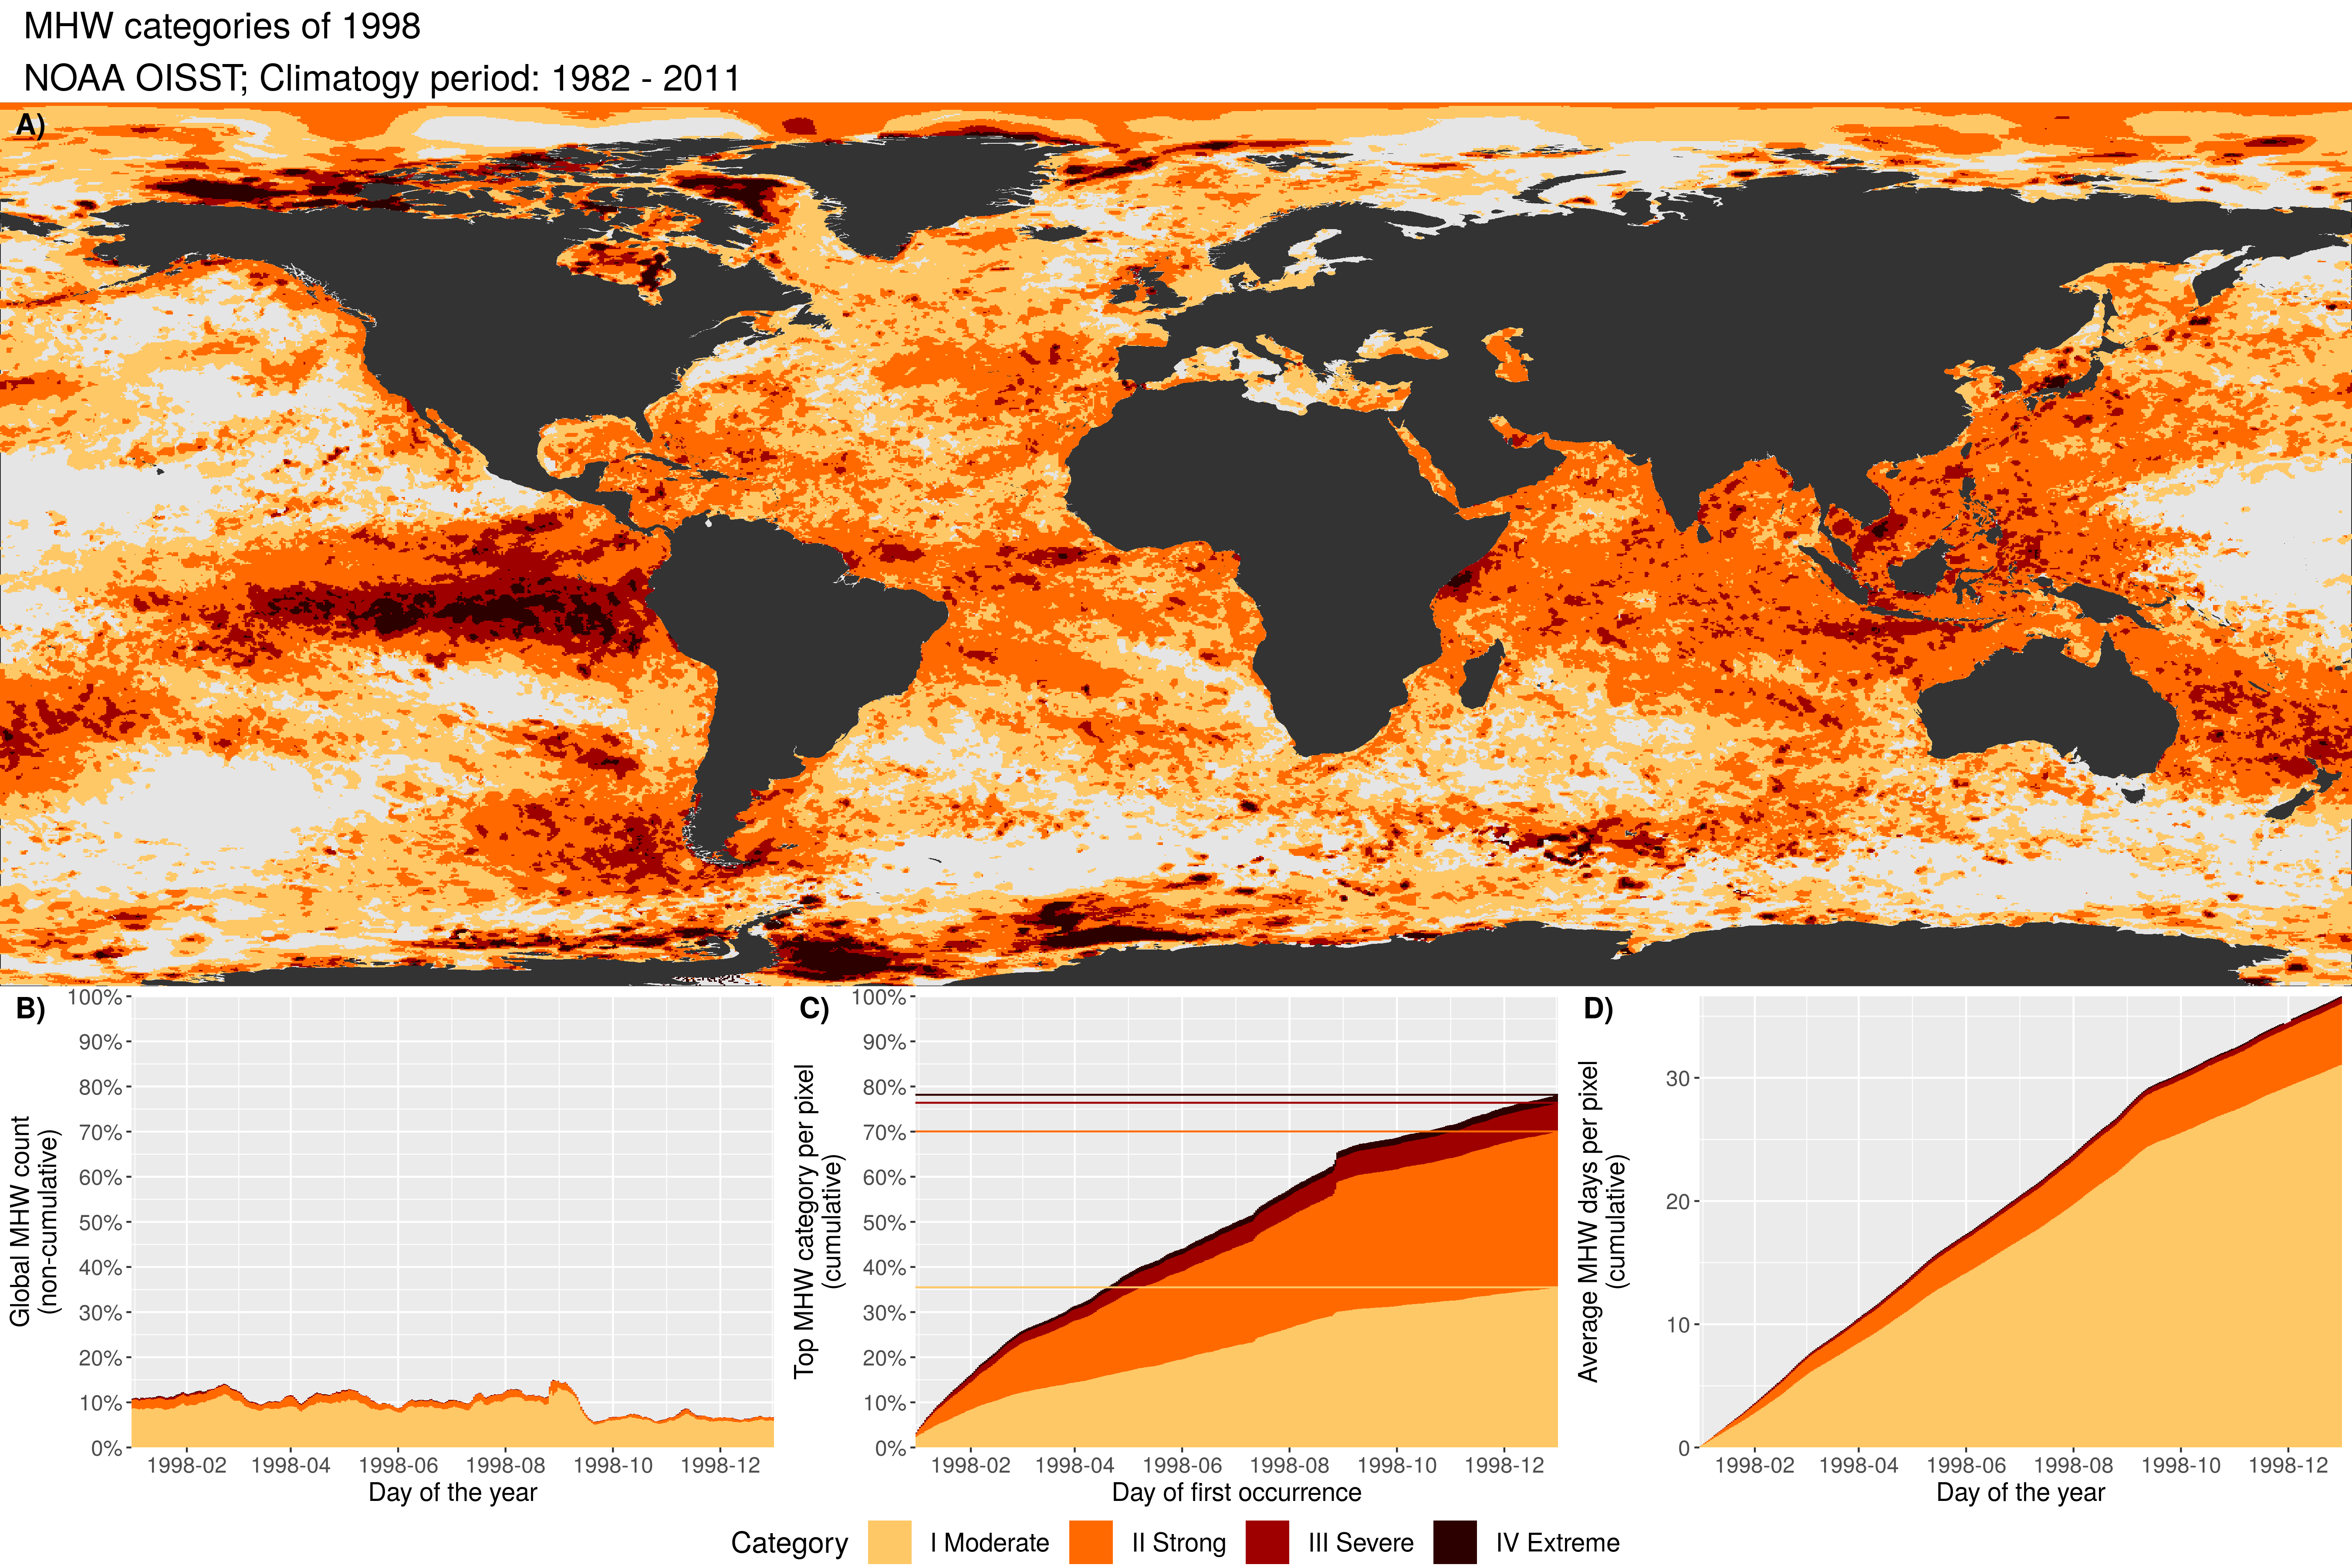 MHW categories of 1998
NOAA OISST; Climatogy period: 1982 - 2011
A)
B)
Global MHW count
(non-cumulative)
100%
90%
80%
70%
60%
50%
40%
30%
20%
10%
0%
1998-02 1998-04 1998-06 1998-08 1998-10 1998-12
Day of the year
C)
Top MHW category per pixel
(cumulative)
100%
90%
80%
70%
60%
50%
40%
30%
20%
10%
0%
1998-02 1998-04 1998-06 1998-08 1998-10 1998-12
Day of first occurrence
D)
Average MHW days per pixel
(cumulative)
30
20
10
0
1998-02 1998-04 1998-06 1998-08 1998-10 1998-12
Day of the year
Category I Moderate II Strong III Severe IV Extreme